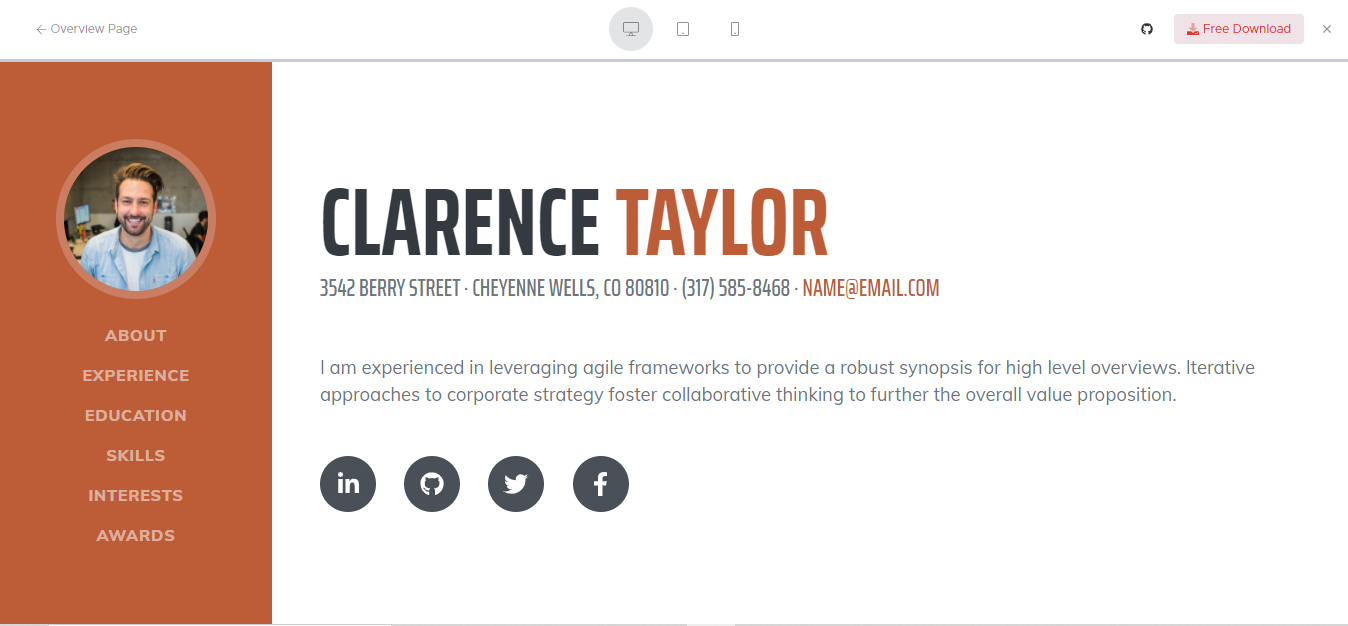 Overview Page
Free Download
ABOUT
EXPERIENCE
EDUCATION
SKILLS
INTERESTS
AWARDS
CLARENCE TAYLOR
3542 BERRY STREET · CHEYENNE WELLS, CO 80810 · (317) 585-8468 · NAME@EMAIL.COM
I am experienced in leveraging agile frameworks to provide a robust synopsis for high level overviews. Iterative
approaches to corporate strategy foster collaborative thinking to further the overall value proposition.
in